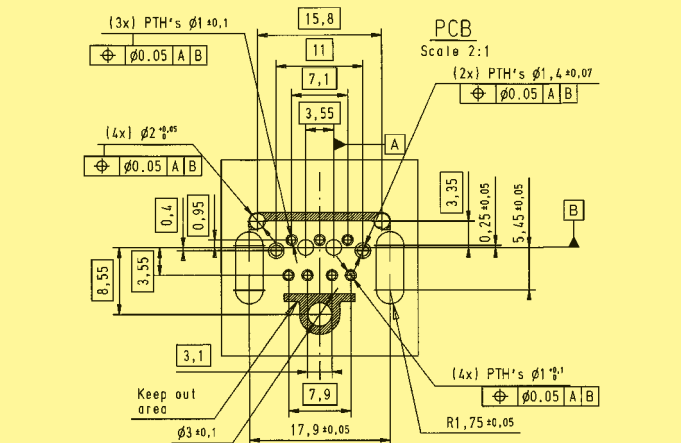 (3x) PTH's Ø1 ±0,1
⌖ Ø0.05 A B
15,8
PCB
Scale 2:1
11
7,1
(2x) PTH's Ø1,4 ±0,07
⌖ Ø0.05 A B
3,55
(4x) Ø2 +0,05 0
A
⌖ Ø0.05 A B
0,4
0,95
3,35
0,25 ±0,05
5,45 ±0,05
B
8,55
3,55
3,1
(4x) PTH's Ø1 +0,1 0
Keep out
area
7,9
⌖ Ø0.05 A B
Ø3 ±0,1
17,9 ±0,05
R1,75 ±0,05